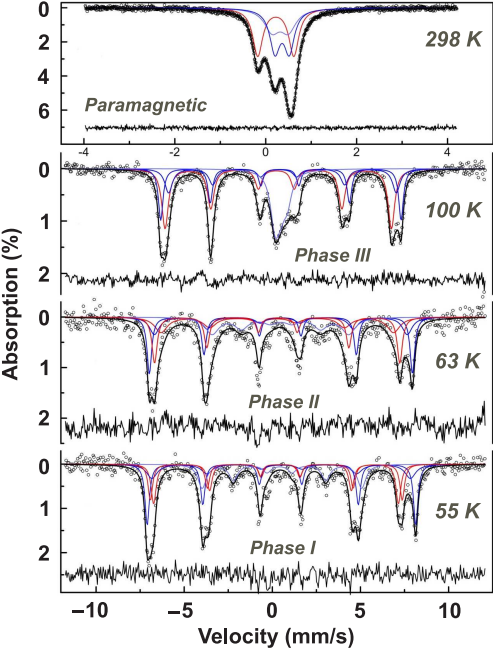 0
2
4
6
298 K
Paramagnetic
-4 -2 0 2 4
0
1
2
100 K
Phase III
0
1
2
63 K
Phase II
0
1
2
55 K
Phase I
Absorption (%)
−10 −5 0 5 10
Velocity (mm/s)